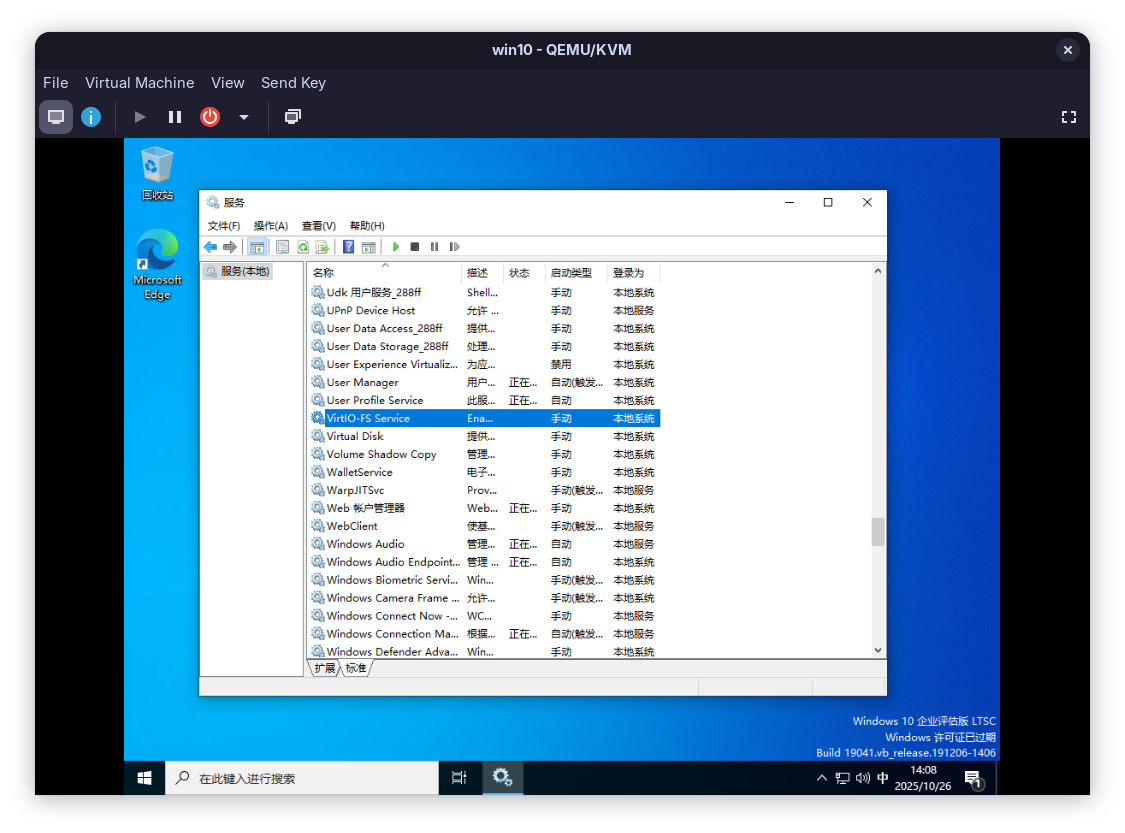 win10 - QEMU/KVM
File Virtual Machine View Send Key
回收站
Microsoft
Edge
服务
文件(F) 操作(A) 查看(V) 帮助(H)
服务(本地)
名称 描述 状态 启动类型 登录为
Udk 用户服务_288ff Shell... 手动 本地系统
UPnP Device Host 允许 ... 手动 本地服务
User Data Access_288ff 提供... 手动 本地系统
User Data Storage_288ff 处理... 手动 本地系统
User Experience Virtualiz... 为应... 禁用 本地系统
User Manager 用户... 正在... 自动(触发... 本地系统
User Profile Service 此服... 正在... 自动 本地系统
VirtIO-FS Service Ena... 手动 本地系统
Virtual Disk 提供... 手动 本地系统
Volume Shadow Copy 管理... 手动 本地系统
WalletService 电子... 手动 本地系统
WarpJITSvc Prov... 手动(触发... 本地服务
Web 帐户管理器 Web... 正在... 手动 本地系统
WebClient 使基... 手动(触发... 本地服务
Windows Audio 管理... 正在... 自动 本地服务
Windows Audio Endpoint... 管理 ... 正在... 自动 本地系统
Windows Biometric Servi... Win... 手动(触发... 本地系统
Windows Camera Frame ... 允许... 手动(触发... 本地系统
Windows Connect Now -... WC... 手动 本地服务
Windows Connection Ma... 根据... 正在... 自动(触发... 本地服务
Windows Defender Adva... Win... 手动 本地系统
扩展 标准
Windows 10 企业评估版 LTSC
Windows 许可证已过期
Build 19041.vb_release.191206-1406
在此键入进行搜索
中
14:08
2025/10/26
1